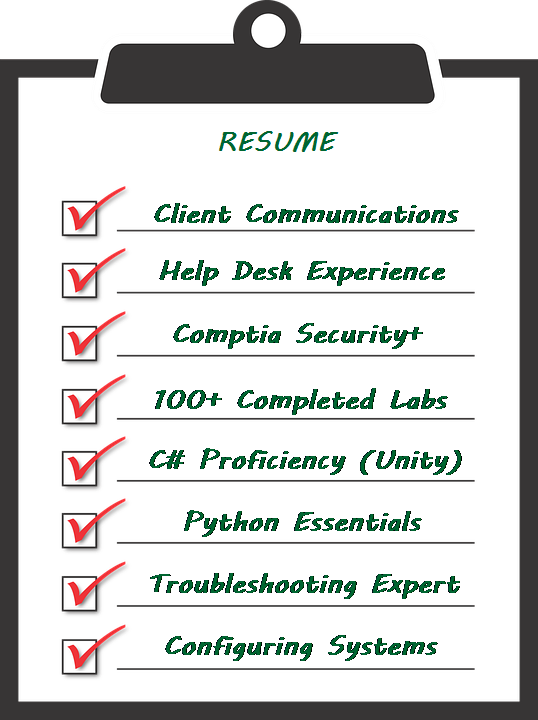 RESUME
Client Communications
Help Desk Experience
Comptia Security+
100+ Completed Labs
C# Proficiency (Unity)
Python Essentials
Troubleshooting Expert
Configuring Systems